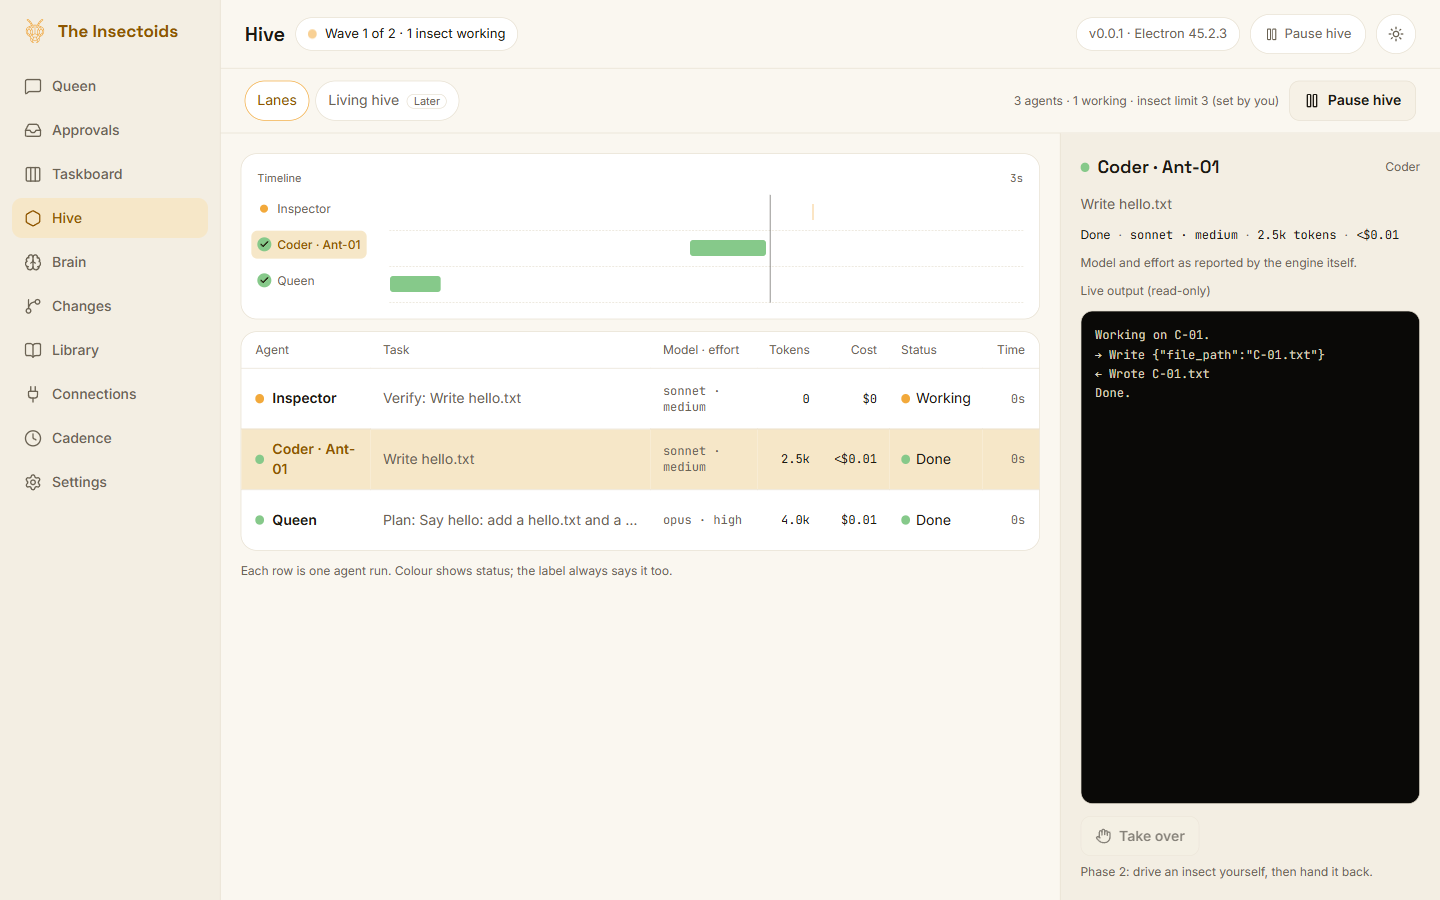 The Insectoids
Queen
Approvals
Taskboard
Hive
Brain
Changes
Library
Connections
Cadence
Settings
Hive
Wave 1 of 2 · 1 insect working
v0.0.1 · Electron 45.2.3
Pause hive
Lanes
Living hive Later
3 agents · 1 working · insect limit 3 (set by you)
Pause hive
Timeline 3s
Inspector
Coder · Ant-01
Queen
Agent Task Model · effort Tokens Cost Status Time
Inspector Verify: Write hello.txt sonnet · medium 0 $0 Working 0s
Coder · Ant-01 Write hello.txt sonnet · medium 2.5k <$0.01 Done 0s
Queen Plan: Say hello: add a hello.txt and a ... opus · high 4.0k $0.01 Done 0s
Each row is one agent run. Colour shows status; the label always says it too.
Coder · Ant-01 Coder
Write hello.txt
Done · sonnet · medium · 2.5k tokens · <$0.01
Model and effort as reported by the engine itself.
Live output (read-only)
Working on C-01.
→ Write {"file_path":"C-01.txt"}
← Wrote C-01.txt
Done.
Take over
Phase 2: drive an insect yourself, then hand it back.